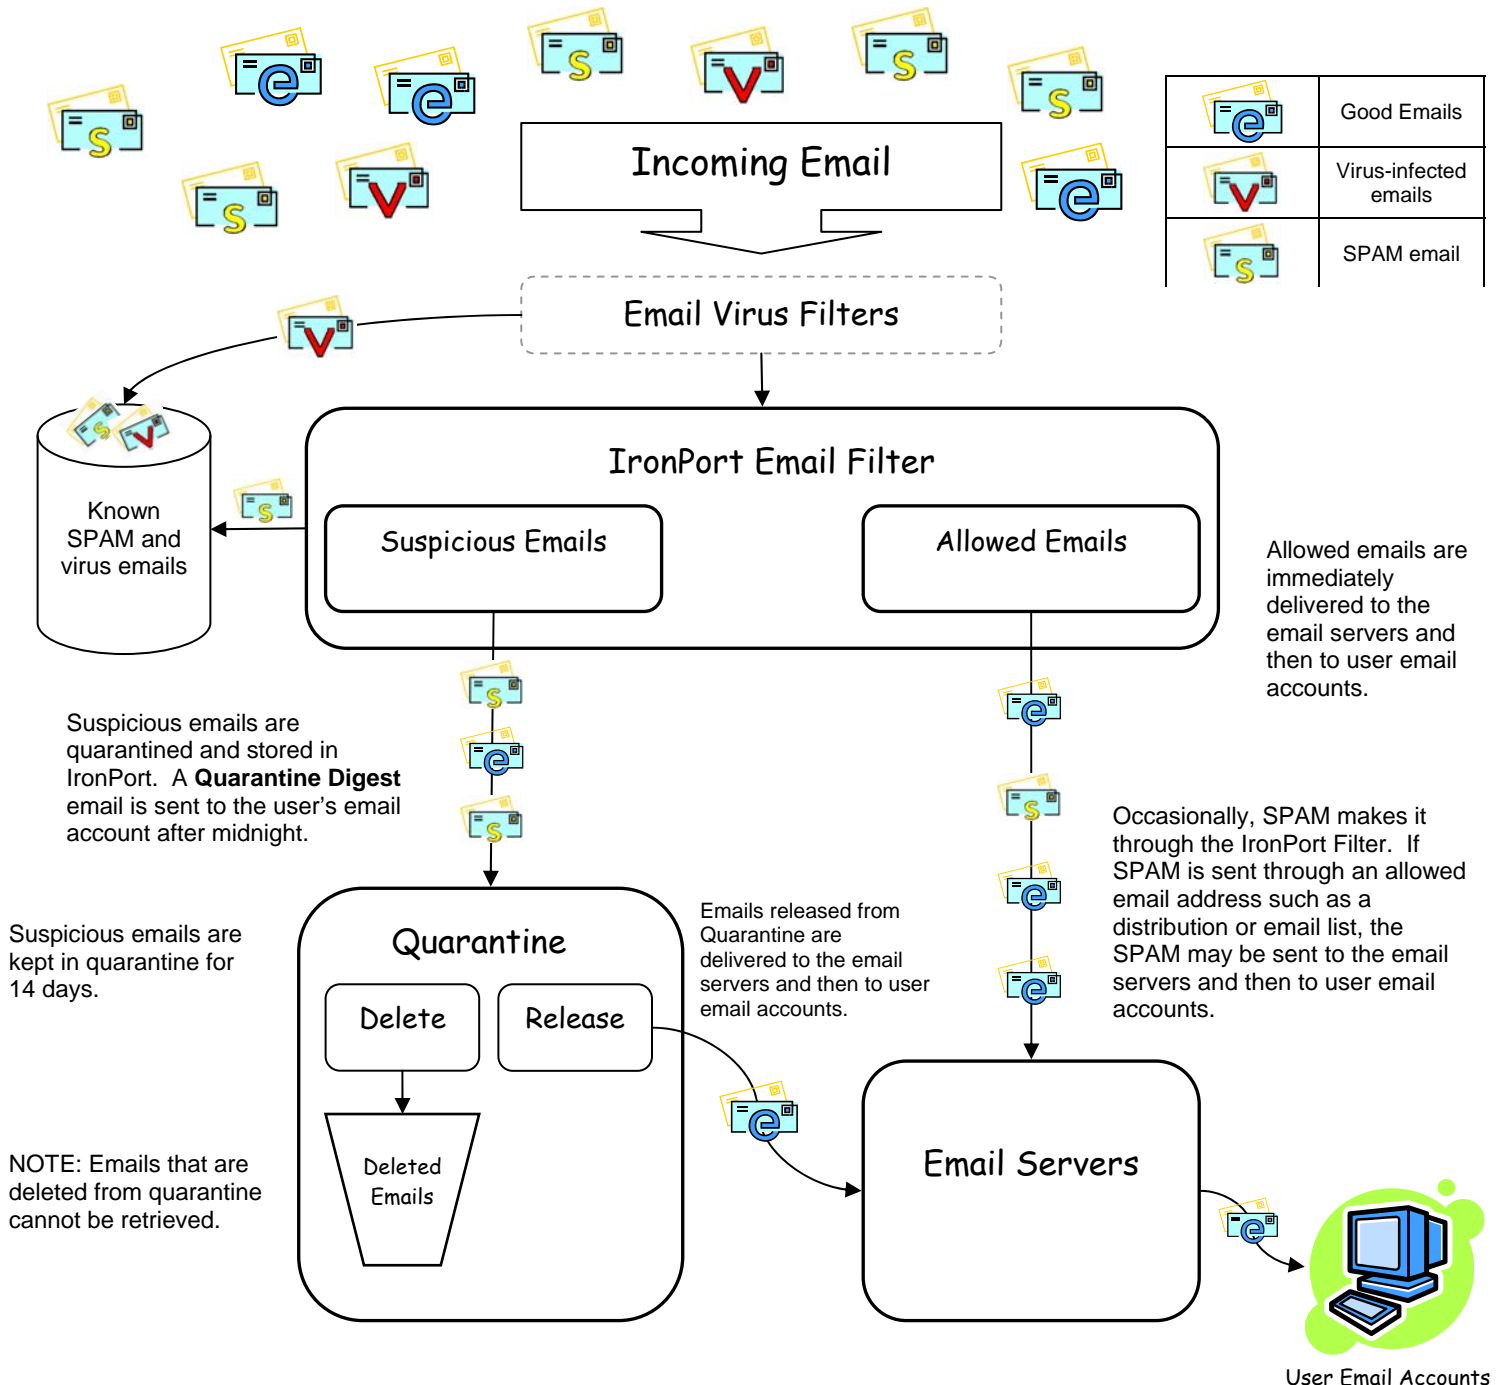 Incoming Email
Good Emails
Virus-infected
emails
SPAM email
Email Virus Filters
IronPort Email Filter
Known
SPAM and
virus emails
Suspicious Emails
Allowed Emails
Allowed emails are
immediately
delivered to the
email servers and
then to user email
accounts.
Suspicious emails are
quarantined and stored in
IronPort.  A Quarantine Digest
email is sent to the user's email
account after midnight.
Occasionally, SPAM makes it
through the IronPort Filter.  If
SPAM is sent through an allowed
email address such as a
distribution or email list, the
SPAM may be sent to the email
servers and then to user email
accounts.
Suspicious emails are
kept in quarantine for
14 days.
Quarantine
Emails released from
Quarantine are
delivered to the email
servers and then to user
email accounts.
Delete
Release
Deleted
Emails
NOTE: Emails that are
deleted from quarantine
cannot be retrieved.
Email Servers
User Email Accounts